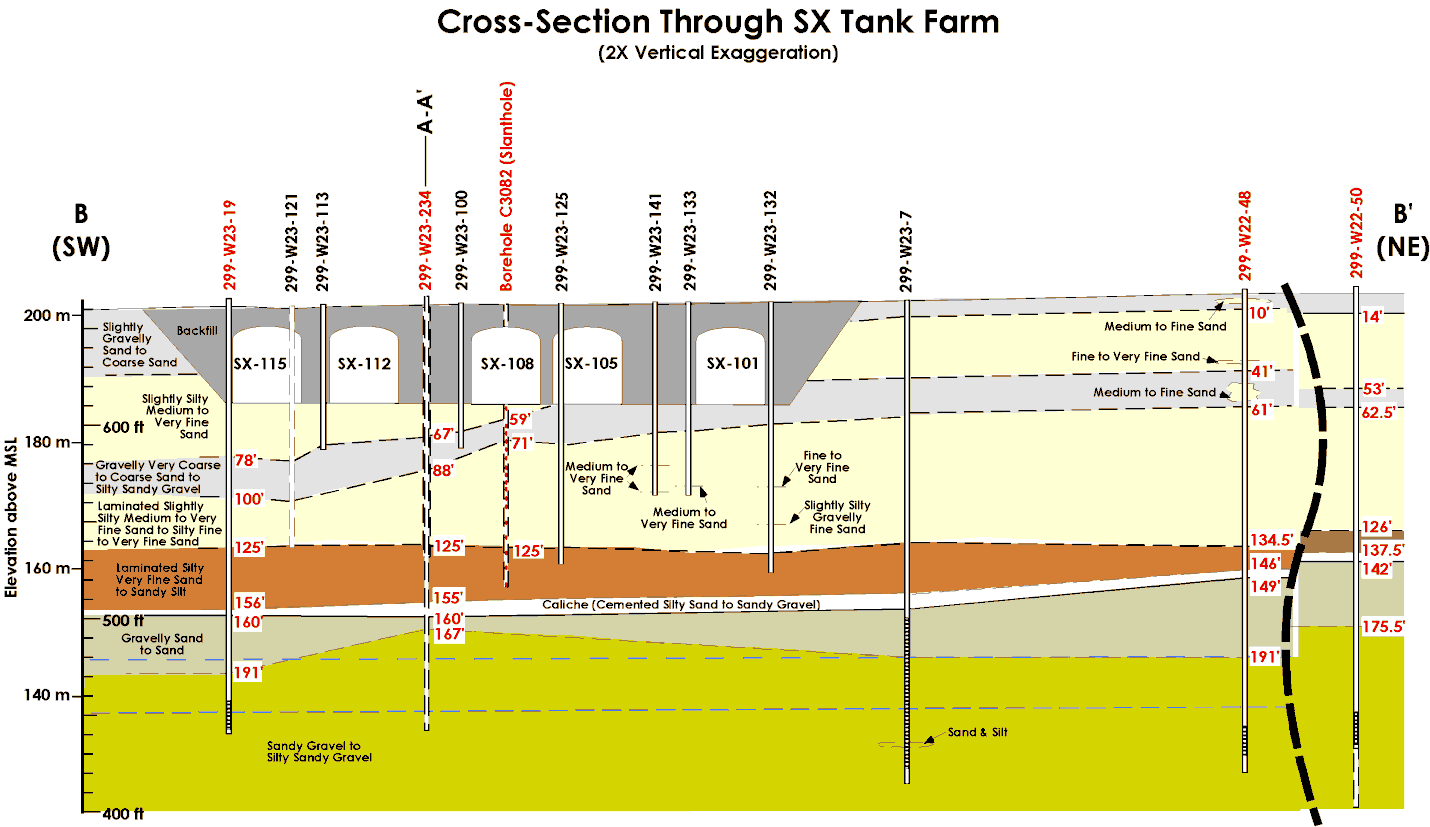 Cross-Section Through SX Tank Farm
(2X Vertical Exaggeration)
B
(SW)
299-W23-19
299-W23-121
299-W23-113
A-A'
299-W23-234
299-W23-100
Borehole C3082 (Slanthole)
299-W23-125
299-W23-141
299-W23-133
299-W23-132
299-W23-7
299-W22-48
299-W22-50
B'
(NE)
Elevation above MSL
200 m
180 m
160 m
140 m
600 ft
500 ft
400 ft
Slightly
Gravelly
Sand to
Coarse Sand
Backfill
SX-115
SX-112
SX-108
SX-105
SX-101
Slightly Silty
Medium to
Very Fine
Sand
Gravelly Very Coarse
to Coarse Sand to
Silty Sandy Gravel
Laminated Slightly
Silty Medium to Very
Fine Sand to Silty Fine
to Very Fine Sand
Laminated Silty
Very Fine Sand
to Sandy Silt
Gravelly Sand
to Sand
Sandy Gravel to
Silty Sandy Gravel
78'
100'
125'
156'
160'
191'
67'
88'
125'
155'
160'
167'
59'
71'
125'
Medium to
Very Fine
Sand
Medium to
Very Fine Sand
Fine to
Very Fine
Sand
Slightly Silty
Gravelly
Fine Sand
Caliche (Cemented Silty Sand to Sandy Gravel)
Sand & Silt
Medium to Fine Sand
Fine to Very Fine Sand
Medium to Fine Sand
10'
41'
61'
134.5'
146'
149'
191'
14'
53'
62.5'
126'
137.5'
142'
175.5'